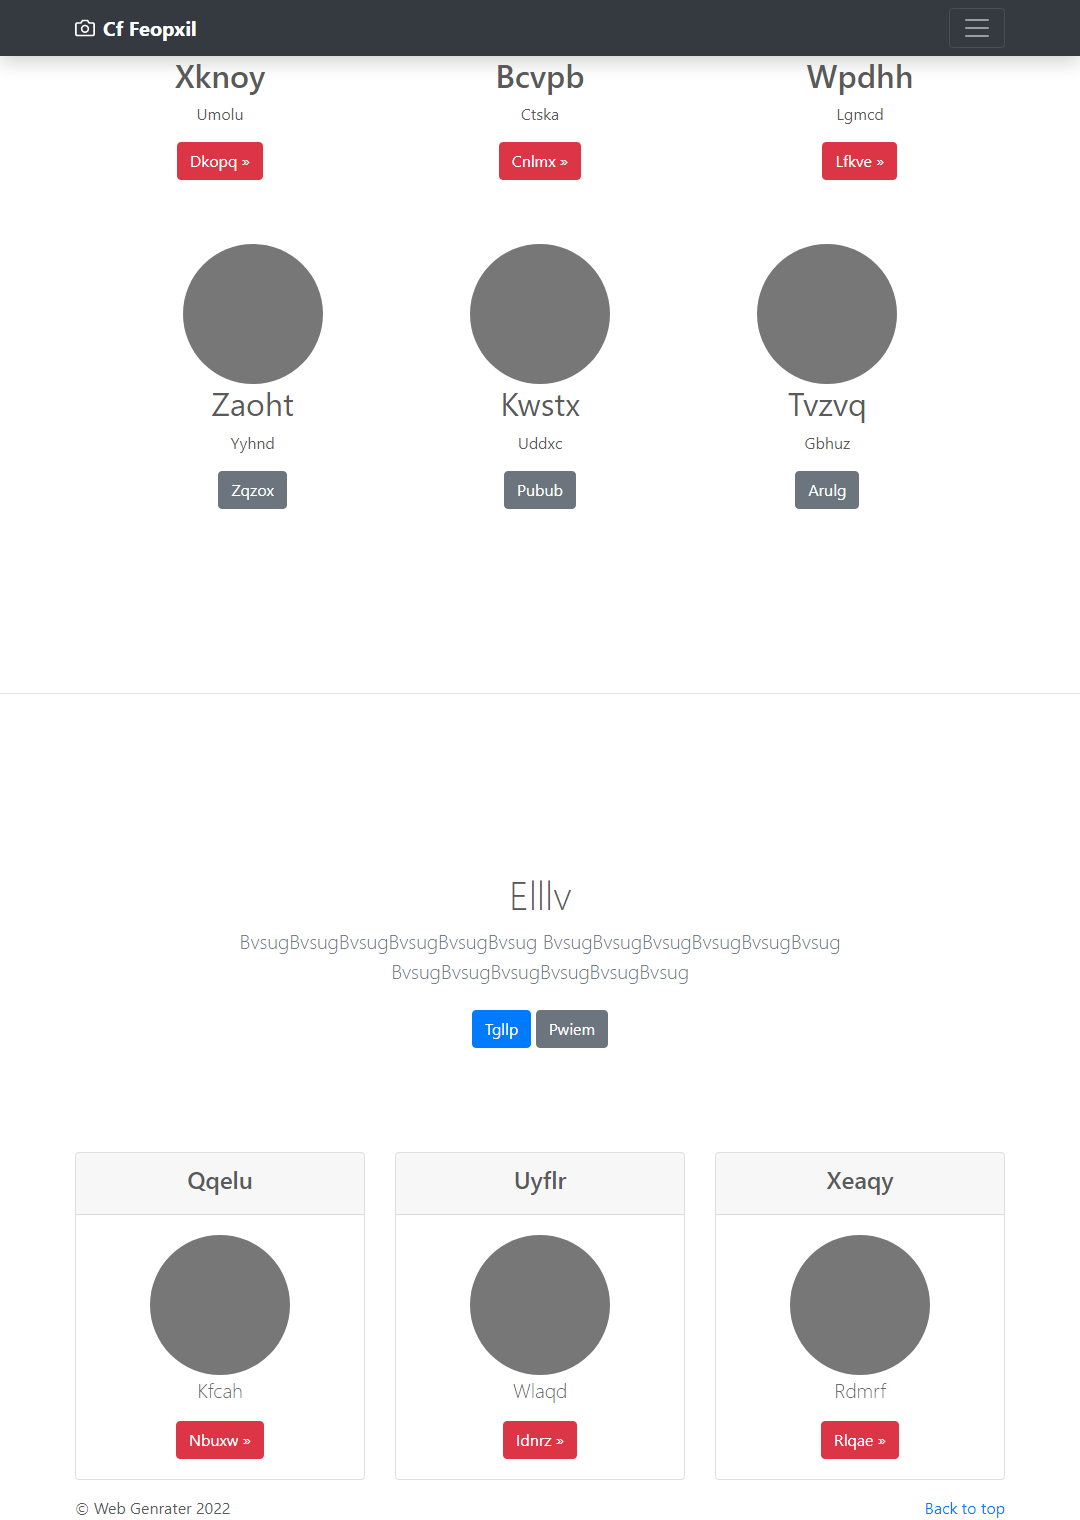 Cf Feopxil
Xknoy Bcvpb Wpdhh
Umolu Ctska Lgmcd
Dkopq » Cnlmx » Lfkve »
Zaoht Kwstx Tvzvq
Yyhnd Uddxc Gbhuz
Zqzox Pubub Arulg
Elllv
BvsugBvsugBvsugBvsugBvsugBvsug BvsugBvsugBvsugBvsugBvsugBvsug
BvsugBvsugBvsugBvsugBvsugBvsug
Tgllp Pwiem
Qqelu Uyflr Xeaqy
Kfcah Wlaqd Rdmrf
Nbuxw » Idnrz » Rlqae »
© Web Genrater 2022 Back to top